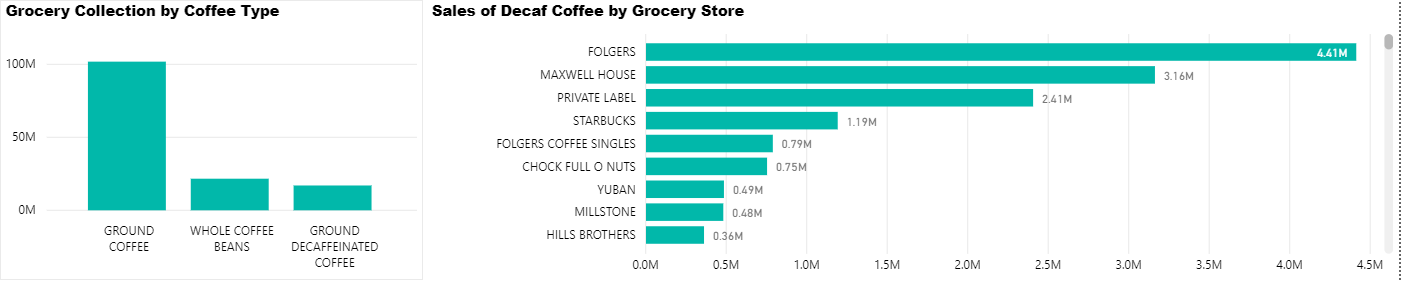 Grocery Collection by Coffee Type
100M
50M
0M
GROUND
COFFEE
WHOLE COFFEE
BEANS
GROUND
DECAFFEINATED
COFFEE
Sales of Decaf Coffee by Grocery Store
FOLGERS 4.41M
MAXWELL HOUSE 3.16M
PRIVATE LABEL 2.41M
STARBUCKS 1.19M
FOLGERS COFFEE SINGLES 0.79M
CHOCK FULL O NUTS 0.75M
YUBAN 0.49M
MILLSTONE 0.48M
HILLS BROTHERS 0.36M
0.0M 0.5M 1.0M 1.5M 2.0M 2.5M 3.0M 3.5M 4.0M 4.5M